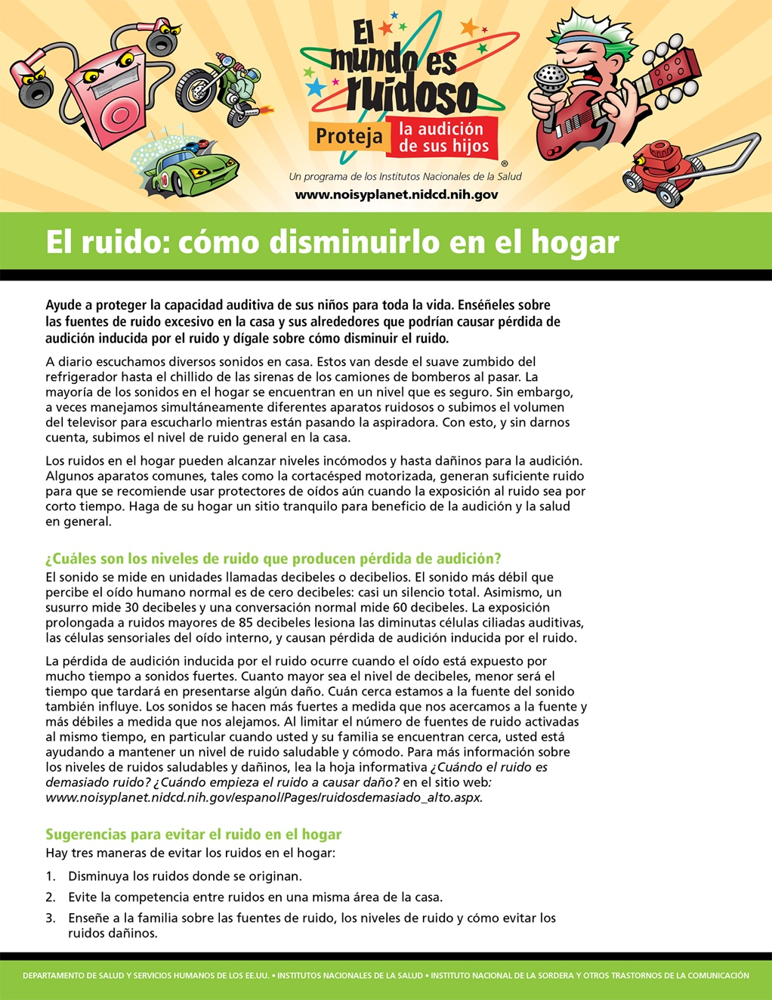 El
mundo es
ruidoso
Proteja la audición
de sus hijos
®
Un programa de los Institutos Nacionales de la Salud
www.noisyplanet.nidcd.nih.gov
10
El ruido: cómo disminuirlo en el hogar
Ayude a proteger la capacidad auditiva de sus niños para toda la vida. Enséñeles sobre
las fuentes de ruido excesivo en la casa y sus alrededores que podrían causar pérdida de
audición inducida por el ruido y dígale sobre cómo disminuir el ruido.
A diario escuchamos diversos sonidos en casa. Estos van desde el suave zumbido del
refrigerador hasta el chillido de las sirenas de los camiones de bomberos al pasar. La
mayoría de los sonidos en el hogar se encuentran en un nivel que es seguro. Sin embargo,
a veces manejamos simultáneamente diferentes aparatos ruidosos o subimos el volumen
del televisor para escucharlo mientras están pasando la aspiradora. Con esto, y sin darnos
cuenta, subimos el nivel de ruido general en la casa.
Los ruidos en el hogar pueden alcanzar niveles incómodos y hasta dañinos para la audición.
Algunos aparatos comunes, tales como la cortacésped motorizada, generan suficiente ruido
para que se recomiende usar protectores de oídos aún cuando la exposición al ruido sea por
corto tiempo. Haga de su hogar un sitio tranquilo para beneficio de la audición y la salud
en general.
¿Cuáles son los niveles de ruido que producen pérdida de audición?
El sonido se mide en unidades llamadas decibeles o decibelios. El sonido más débil que
percibe el oído humano normal es de cero decibeles: casi un silencio total. Asimismo, un
susurro mide 30 decibeles y una conversación normal mide 60 decibeles. La exposición
prolongada a ruidos mayores de 85 decibeles lesiona las diminutas células ciliadas auditivas,
las células sensoriales del oído interno, y causan pérdida de audición inducida por el ruido.
La pérdida de audición inducida por el ruido ocurre cuando el oído está expuesto por
mucho tiempo a sonidos fuertes. Cuanto mayor sea el nivel de decibeles, menor será el
tiempo que tardará en presentarse algún daño. Cuán cerca estamos a la fuente del sonido
también influye. Los sonidos se hacen más fuertes a medida que nos acercamos a la fuente y
más débiles a medida que nos alejamos. Al limitar el número de fuentes de ruido activadas
al mismo tiempo, en particular cuando usted y su familia se encuentran cerca, usted está
ayudando a mantener un nivel de ruido saludable y cómodo. Para más información sobre
los niveles de ruidos saludables y dañinos, lea la hoja informativa ¿Cuándo el ruido es
demasiado ruido? ¿Cuándo empieza el ruido a causar daño? en el sitio web:
www.noisyplanet.nidcd.nih.gov/espanol/Pages/ruidosdemasiado_alto.aspx.
Sugerencias para evitar el ruido en el hogar
Hay tres maneras de evitar los ruidos en el hogar:
1. Disminuya los ruidos donde se originan.
2. Evite la competencia entre ruidos en una misma área de la casa.
3. Enseñe a la familia sobre las fuentes de ruido, los niveles de ruido y cómo evitar los
ruidos dañinos.
DEPARTAMENTO DE SALUD Y SERVICIOS HUMANOS DE LOS EE.UU. • INSTITUTOS NACIONALES DE LA SALUD • INSTITUTO NACIONAL DE LA SORDERA Y OTROS TRASTORNOS DE LA COMUNICACIÓN